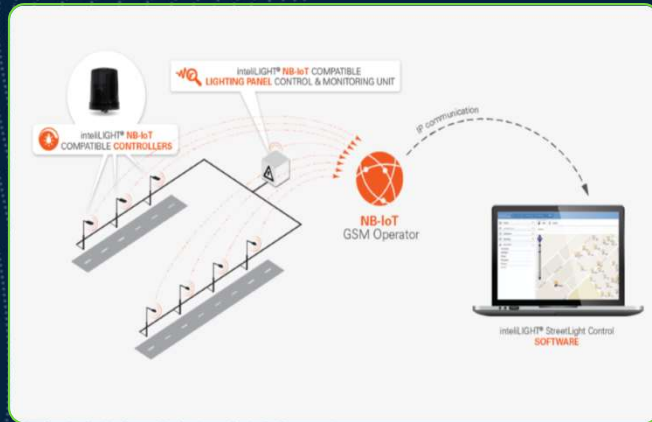 inteliLIGHT® NB-IoT COMPATIBLE
LIGHTING PANEL CONTROL & MONITORING UNIT
inteliLIGHT® NB-IoT
COMPATIBLE CONTROLLERS
IP communication
NB-IoT
GSM Operator
inteliLIGHT® StreetLight Control
SOFTWARE